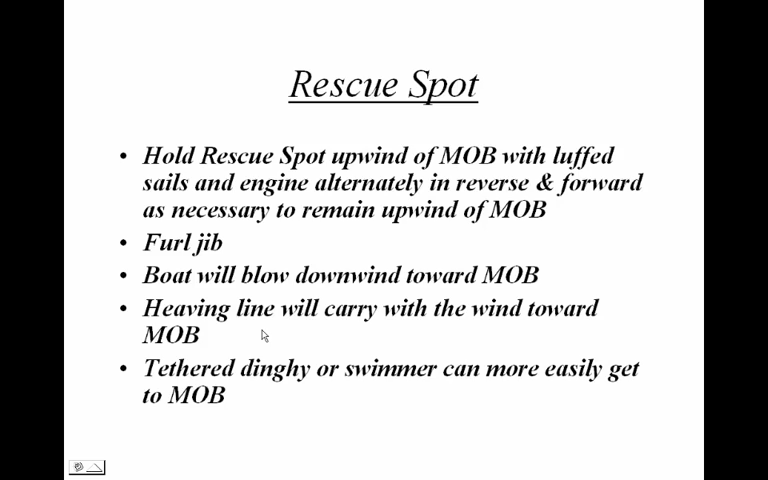 Rescue Spot
• Hold Rescue Spot upwind of MOB with luffed
sails and engine alternately in reverse & forward
as necessary to remain upwind of MOB
• Furl jib
• Boat will blow downwind toward MOB
• Heaving line will carry with the wind toward
MOB
• Tethered dinghy or swimmer can more easily get
to MOB